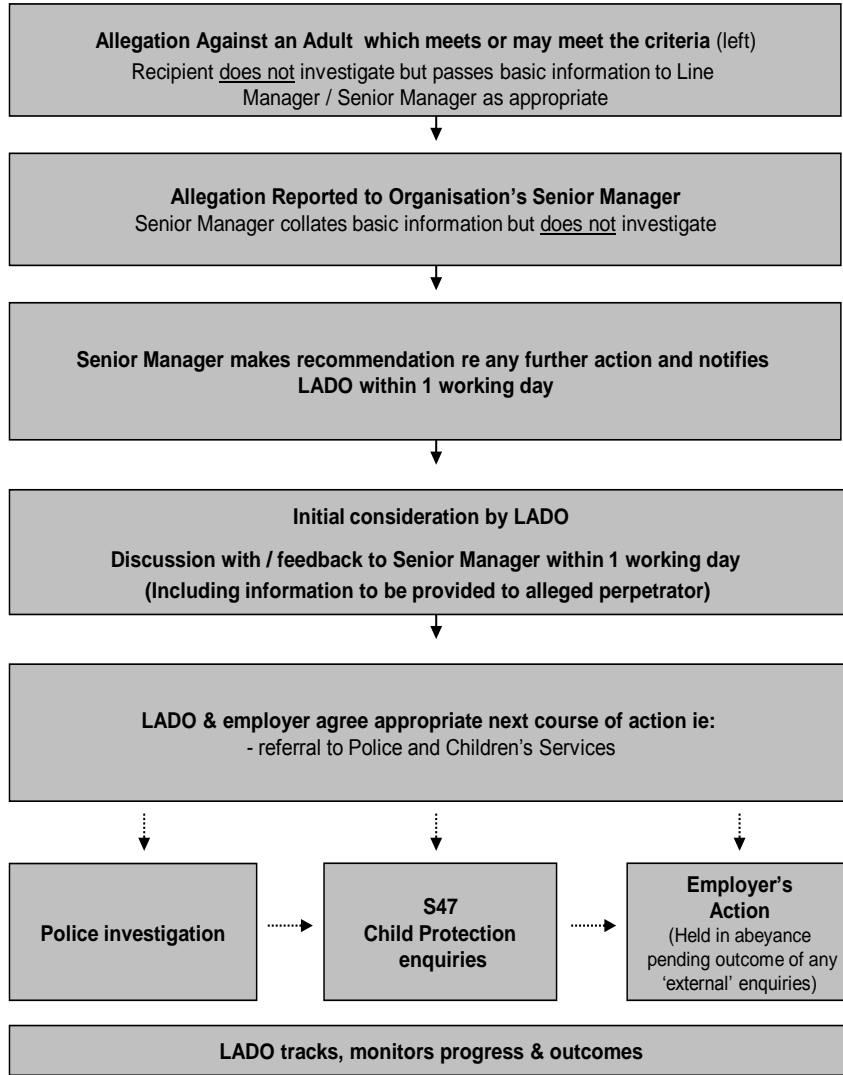 Allegation Against an Adult which meets or may meet the criteria (left)
Recipient does not investigate but passes basic information to Line
Manager / Senior Manager as appropriate
Allegation Reported to Organisation's Senior Manager
Senior Manager collates basic information but does not investigate
Senior Manager makes recommendation re any further action and notifies
LADO within 1 working day
Initial consideration by LADO
Discussion with / feedback to Senior Manager within 1 working day
(Including information to be provided to alleged perpetrator)
LADO & employer agree appropriate next course of action ie:
- referral to Police and Children's Services
Police investigation
S47
Child Protection
enquiries
Employer's
Action
(Held in abeyance
pending outcome of any
'external' enquiries)
LADO tracks, monitors progress & outcomes